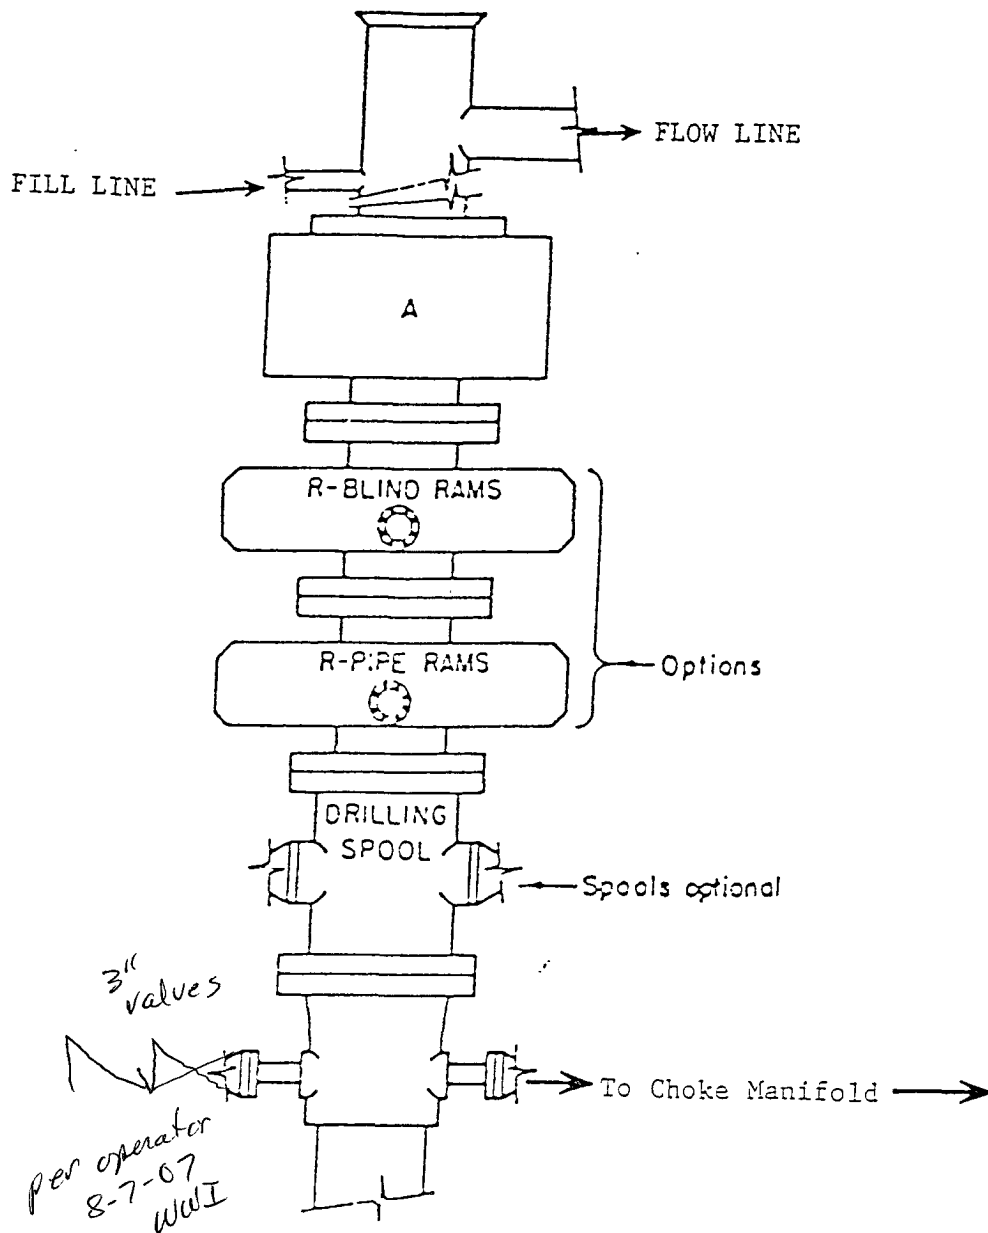 FLOW LINE
FILL LINE
A
R-BLIND RAMS
R-PIPE RAMS
Options
DRILLING
SPOOL
Spools optional
3"
valves
To Choke Manifold
per operator
8-7-07
WWI